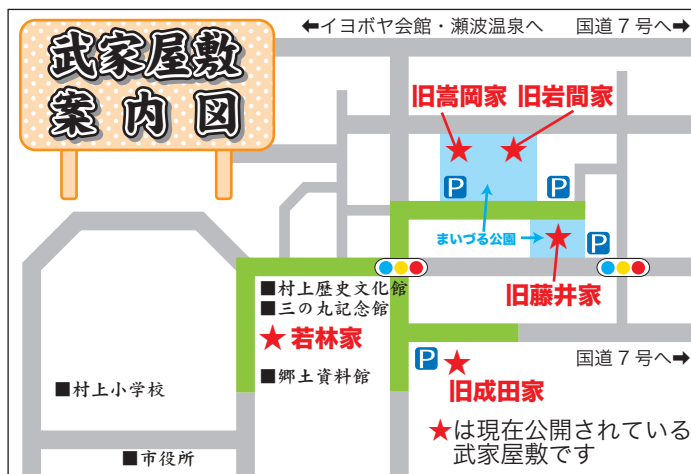 武家屋敷
案内図
←イヨボヤ会館・瀬波温泉へ
国道7号へ➡
旧嵩岡家
旧岩間家
P
P
まいづる公園
P
旧藤井家
■村上歴史文化館
■三の丸記念館
★若林家
■郷土資料館
P
旧成田家
国道7号へ➡
■村上小学校
■市役所
★は現在公開されている
武家屋敷です